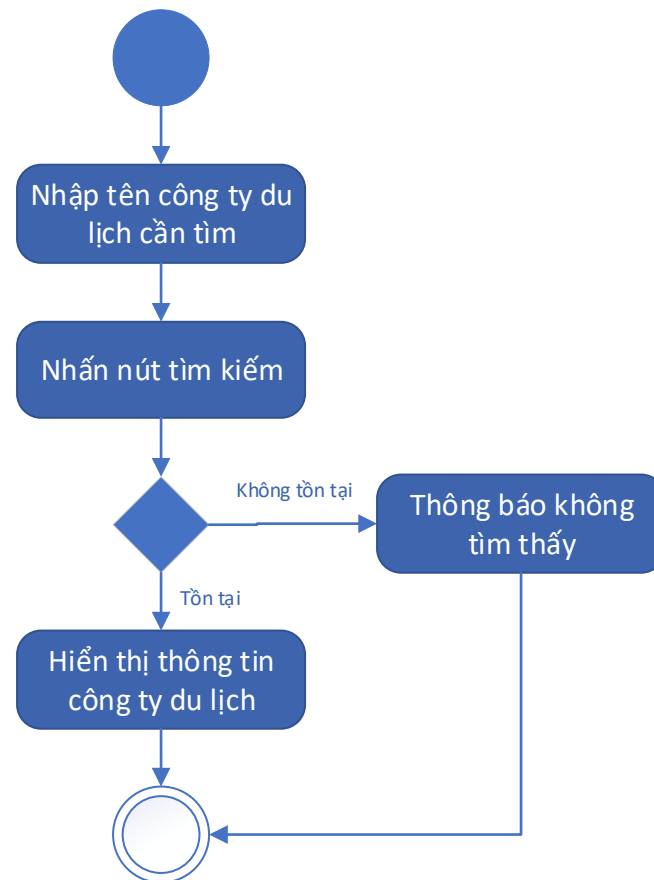 Nhập tên công ty du
lịch cần tìm
Nhấn nút tìm kiếm
Không tồn tại
Thông báo không
tìm thấy
Tồn tại
Hiển thị thông tin
công ty du lịch